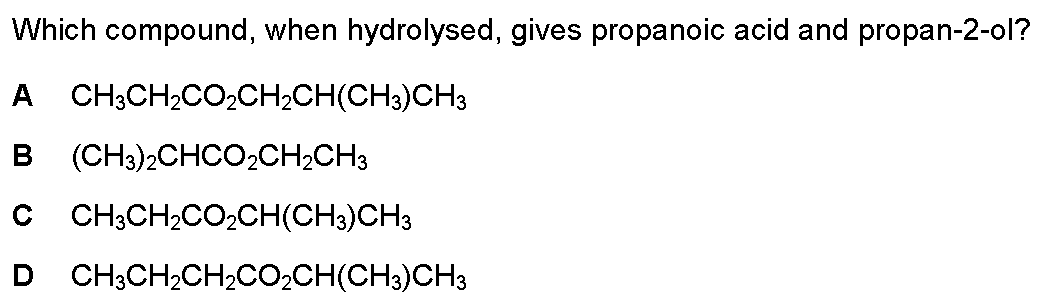 Which compound, when hydrolysed, gives propanoic acid and propan-2-ol?
A CH₃CH₂CO₂CH₂CH(CH₃)CH₃
B (CH₃)₂CHCO₂CH₂CH₃
C CH₃CH₂CO₂CH(CH₃)CH₃
D CH₃CH₂CH₂CO₂CH(CH₃)CH₃